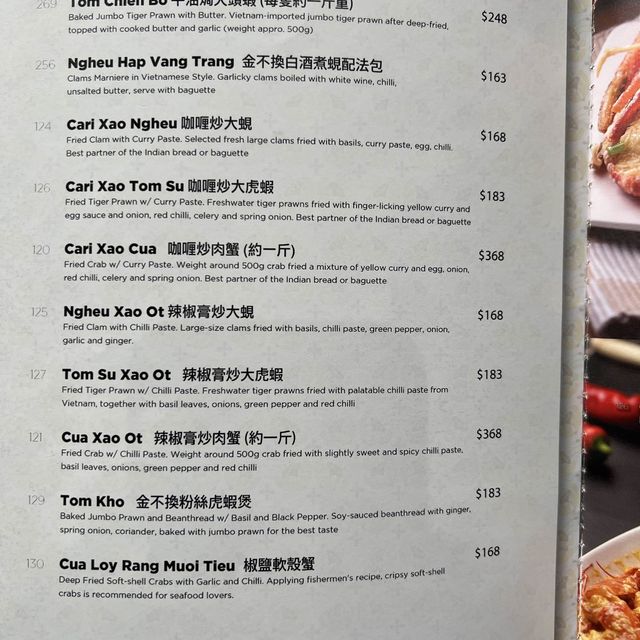 269 Tom Chien Bo 牛油焗大頭蝦 (每隻約一斤重)
Baked Jumbo Tiger Prawn with Butter. Vietnam-imported jumbo tiger prawn after deep-fried, $248
topped with cooked butter and garlic (weight appro. 500g)
256 Ngheu Hap Vang Trang 金不換白酒煮蜆配法包
Clams Marniere in Vietnamese Style. Garlicky clams boiled with white wine, chilli, $163
unsalted butter, serve with baguette
124 Cari Xao Ngheu 咖喱炒大蜆
Fried Clam with Curry Paste. Selected fresh large clams fried with basils, curry paste, egg, chilli. $168
Best partner of the Indian bread or baguette
126 Cari Xao Tom Su 咖喱炒大虎蝦
Fried Tiger Prawn w/ Curry Paste. Freshwater tiger prawns fried with finger-licking yellow curry and $183
egg sauce and onion, red chilli, celery and spring onion. Best partner of the Indian bread or baguette
120 Cari Xao Cua 咖喱炒肉蟹 (約一斤) $368
Fried Crab w/ Curry Paste. Weight around 500g crab fried a mixture of yellow curry and egg, onion,
red chilli, celery and spring onion. Best partner of the Indian bread or baguette
125 Ngheu Xao Ot 辣椒膏炒大蜆 $168
Fried Clam with Chilli Paste. Large-size clams fried with basils, chilli paste, green pepper, onion,
garlic and ginger.
127 Tom Su Xao Ot 辣椒膏炒大虎蝦 $183
Fried Tiger Prawn w/ Chilli Paste. Freshwater tiger prawns fried with palatable chilli paste from
Vietnam, together with basil leaves, onions, green pepper and red chilli
121 Cua Xao Ot 辣椒膏炒肉蟹 (約一斤) $368
Fried Crab w/ Chilli Paste. Weight around 500g crab fried with slightly sweet and spicy chilli paste,
basil leaves, onions, green pepper and red chilli
129 Tom Kho 金不換粉絲虎蝦煲 $183
Baked Jumbo Prawn and Beanthread w/ Basil and Black Pepper. Soy-sauced beanthread with ginger,
spring onion, coriander, baked with jumbo prawn for the best taste
130 Cua Loy Rang Muoi Tieu 椒鹽軟殼蟹 $168
Deep Fried Soft-shell Crabs with Garlic and Chilli. Applying fishermen's recipe, cripsy soft-shell
crabs is recommended for seafood lovers.